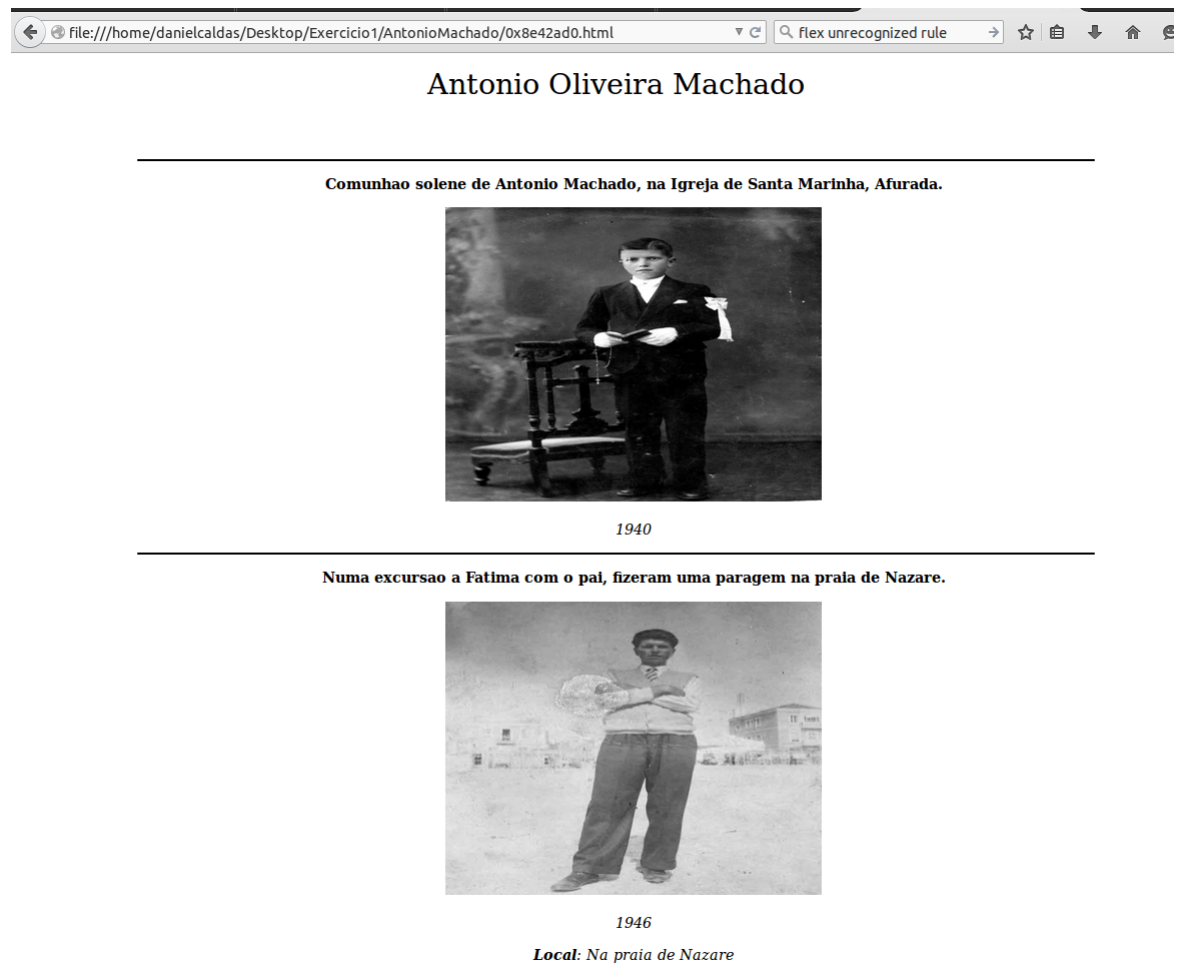 file:///home/danielcaldas/Desktop/Exercicio1/AntonioMachado/0x8e42ad0.html
flex unrecognized rule
Antonio Oliveira Machado
Comunhao solene de Antonio Machado, na Igreja de Santa Marinha, Afurada.
1940
Numa excursao a Fatima com o pai, fizeram uma paragem na praia de Nazare.
1946
Local: Na praia de Nazare